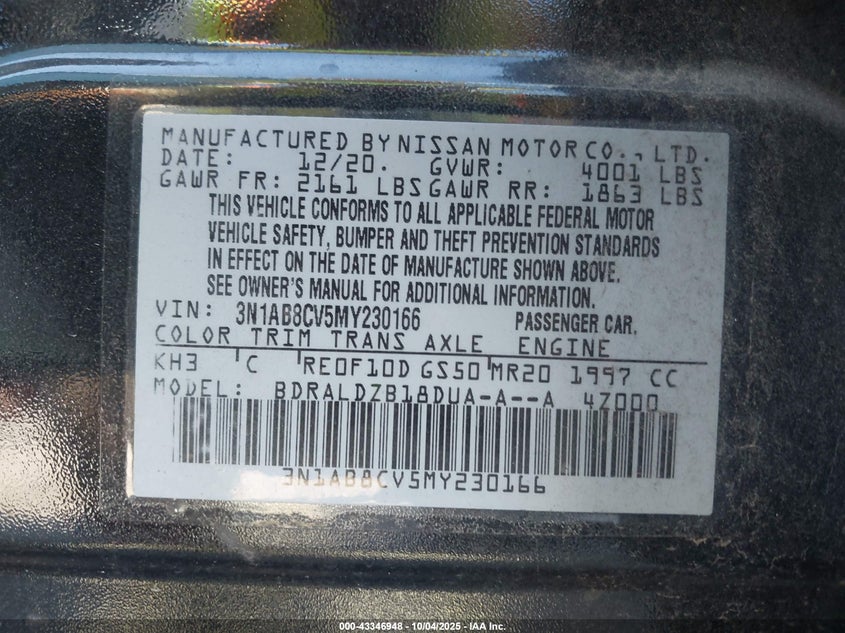 MANUFACTURED BY NISSAN MOTOR CO., LTD.
DATE: 12/20. GVWR: 4001 LBS
GAWR FR: 2161 LBS GAWR RR: 1863 LBS
THIS VEHICLE CONFORMS TO ALL APPLICABLE FEDERAL MOTOR
VEHICLE SAFETY, BUMPER AND THEFT PREVENTION STANDARDS
IN EFFECT ON THE DATE OF MANUFACTURE SHOWN ABOVE.
SEE OWNER'S MANUAL FOR ADDITIONAL INFORMATION.
VIN: 3N1AB8CV5MY230166 PASSENGER CAR.
COLOR TRIM TRANS AXLE ENGINE
KH3 C RE0F10D GS50 MR20 1997 CC
MODEL: BDRALDZB18DUA-A--A 4Z000
3N1AB8CV5MY230166
000-43346948 - 10/04/2025 - IAA Inc.